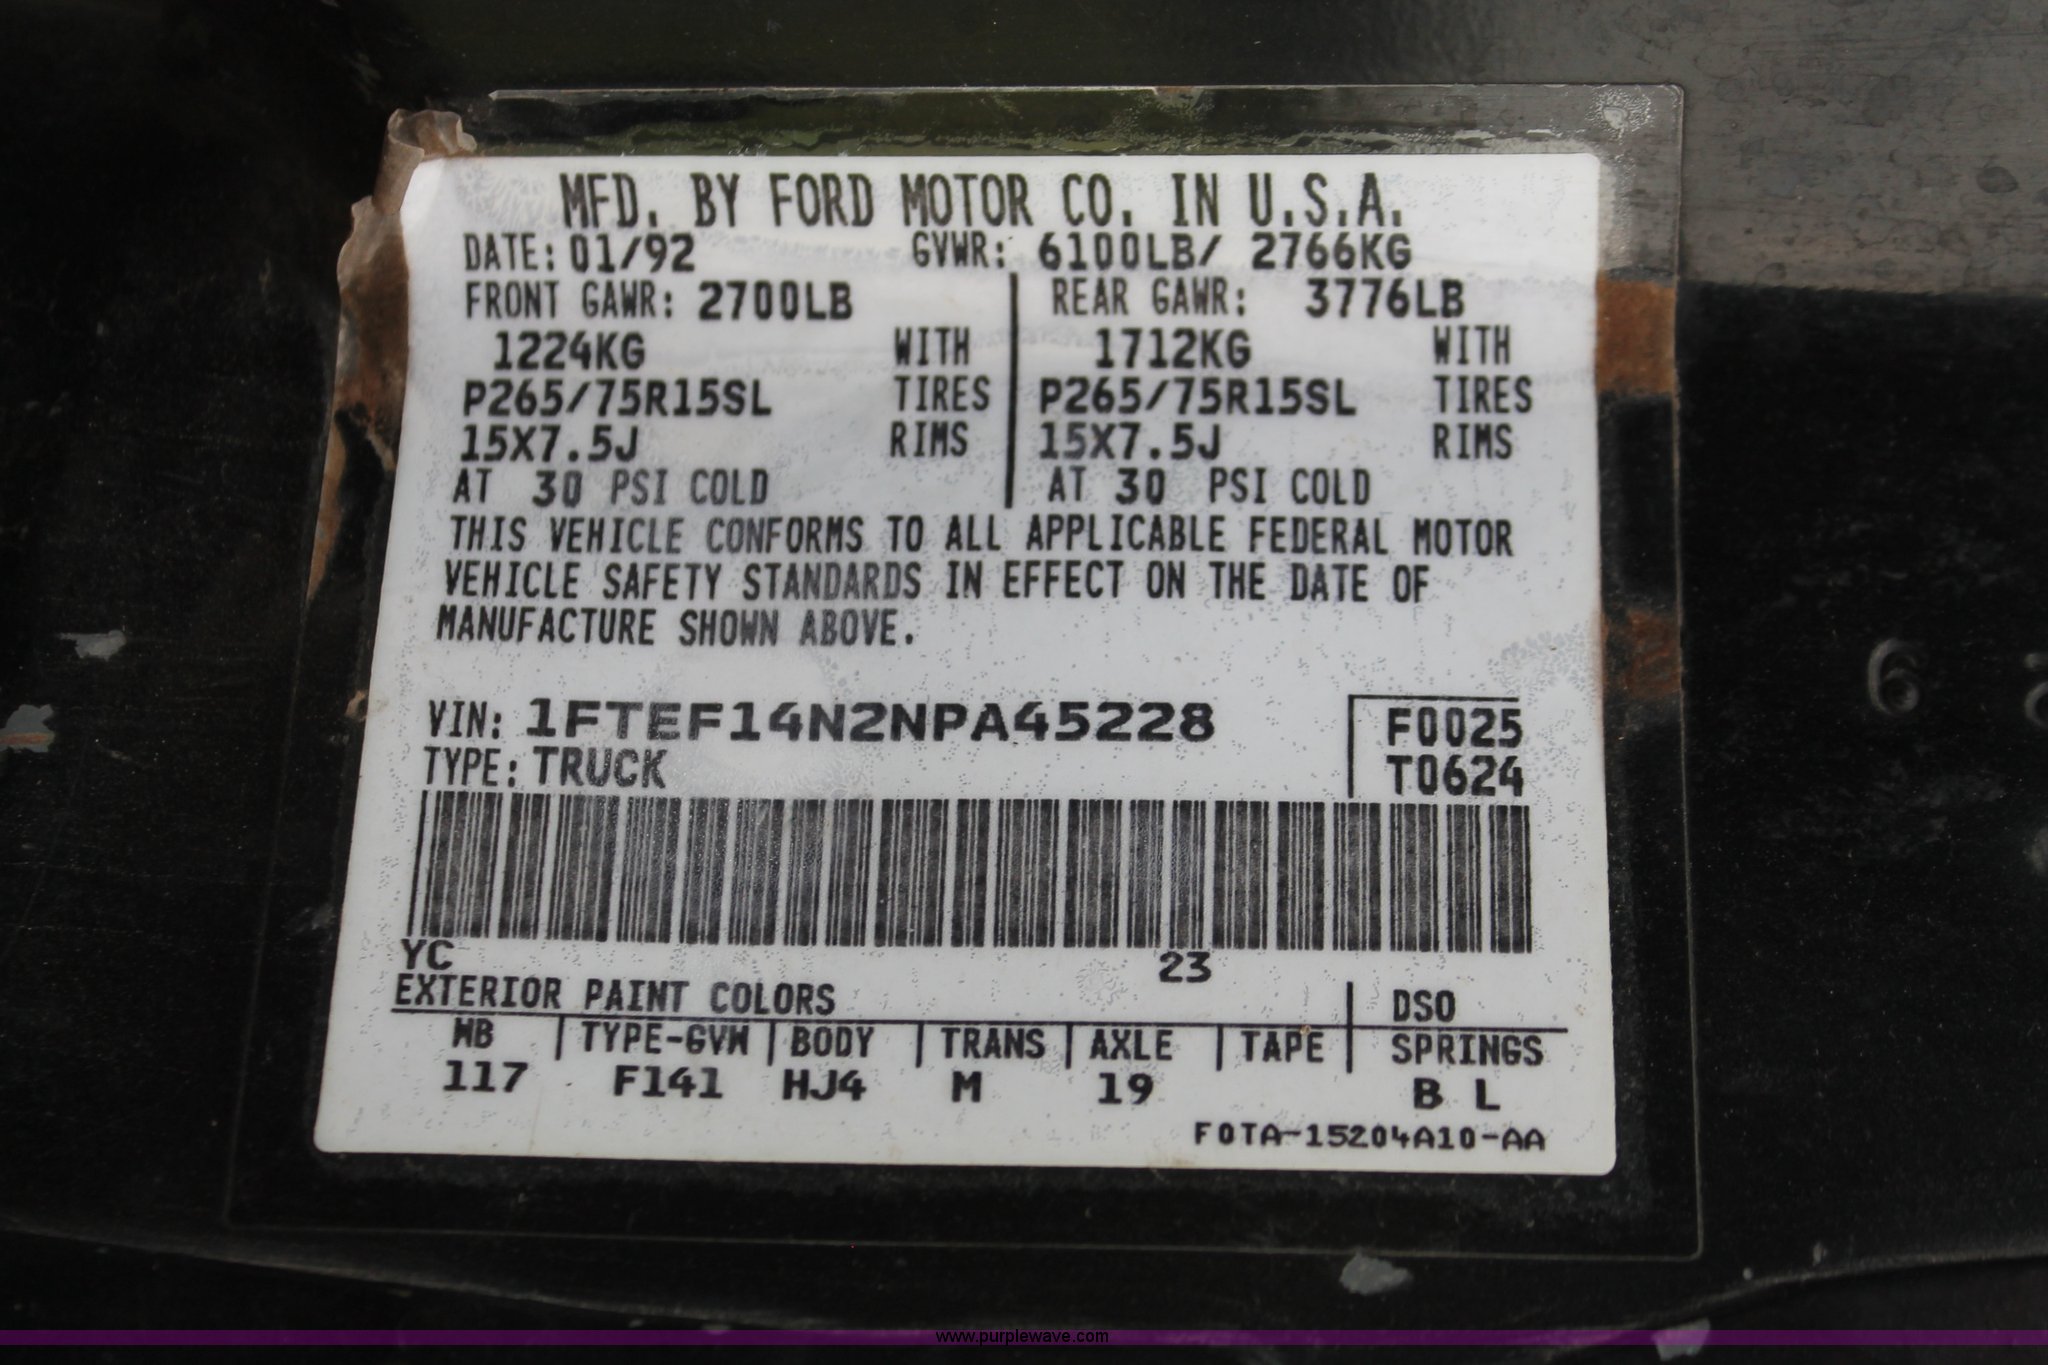 MFD. BY FORD MOTOR CO. IN U.S.A.
DATE: 01/92 GVWR: 6100LB/ 2766KG
FRONT GAWR: 2700LB REAR GAWR: 3776LB
1224KG WITH 1712KG WITH
P265/75R15SL TIRES P265/75R15SL TIRES
15X7.5J RIMS 15X7.5J RIMS
AT 30 PSI COLD AT 30 PSI COLD
THIS VEHICLE CONFORMS TO ALL APPLICABLE FEDERAL MOTOR
VEHICLE SAFETY STANDARDS IN EFFECT ON THE DATE OF
MANUFACTURE SHOWN ABOVE.
VIN: 1FTEF14N2NPA45228 F0025
TYPE: TRUCK T0624
YC 23
EXTERIOR PAINT COLORS DSO
WB TYPE-GVW BODY TRANS AXLE TAPE SPRINGS
117 F141 HJ4 M 19 B L
F0TA-15204A10-AA
www.purplewave.com